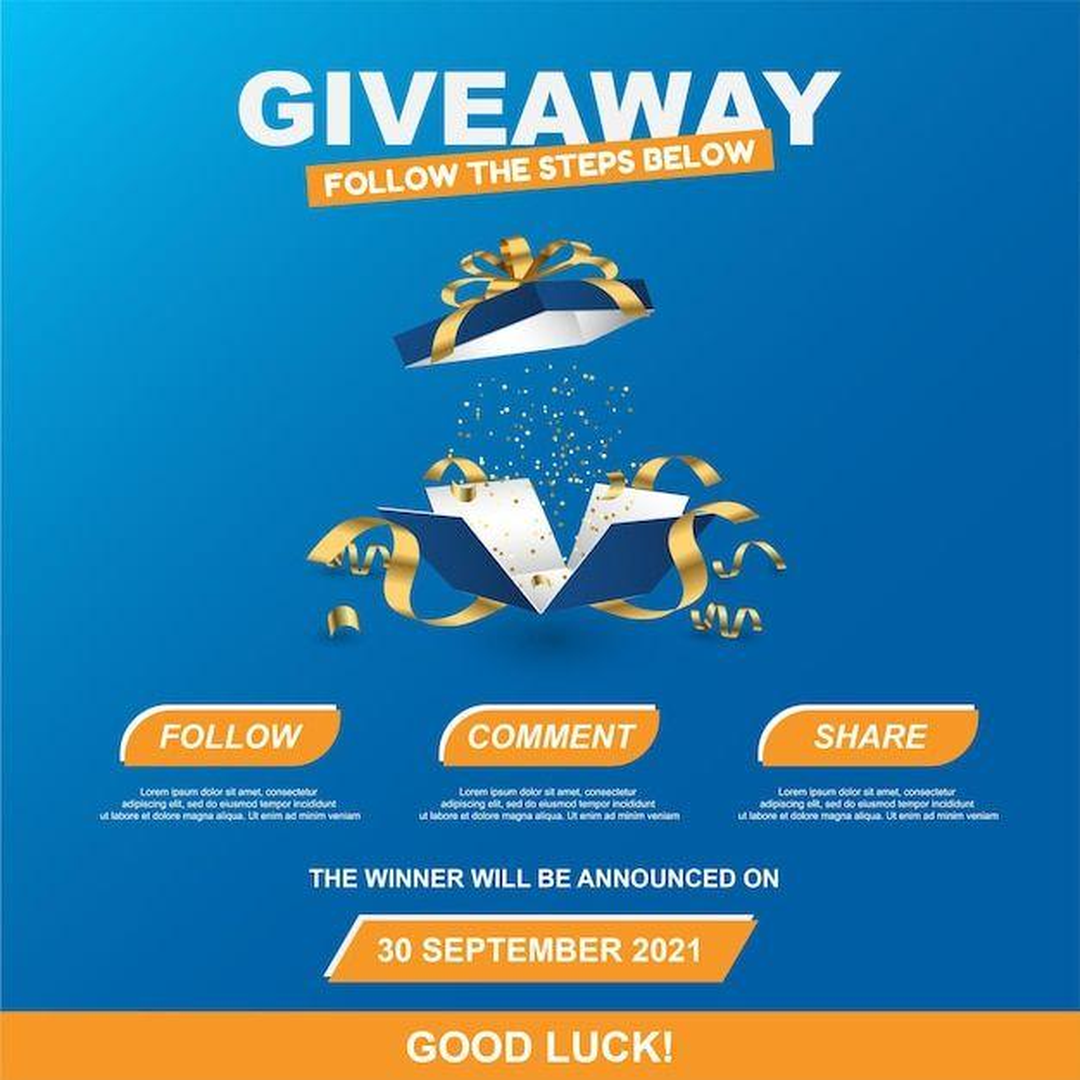 GIVEAWAY
FOLLOW THE STEPS BELOW
FOLLOW
Lorem ipsum dolor sit amet, consectetur
adipiscing elit, sed do eiusmod tempor incididunt
ut labore et dolore magna aliqua. Ut enim ad minim veniam
COMMENT
Lorem ipsum dolor sit amet, consectetur
adipiscing elit, sed do eiusmod tempor incididunt
ut labore et dolore magna aliqua. Ut enim ad minim veniam
SHARE
Lorem ipsum dolor sit amet, consectetur
adipiscing elit, sed do eiusmod tempor incididunt
ut labore et dolore magna aliqua. Ut enim ad minim veniam
THE WINNER WILL BE ANNOUNCED ON
30 SEPTEMBER 2021
GOOD LUCK!